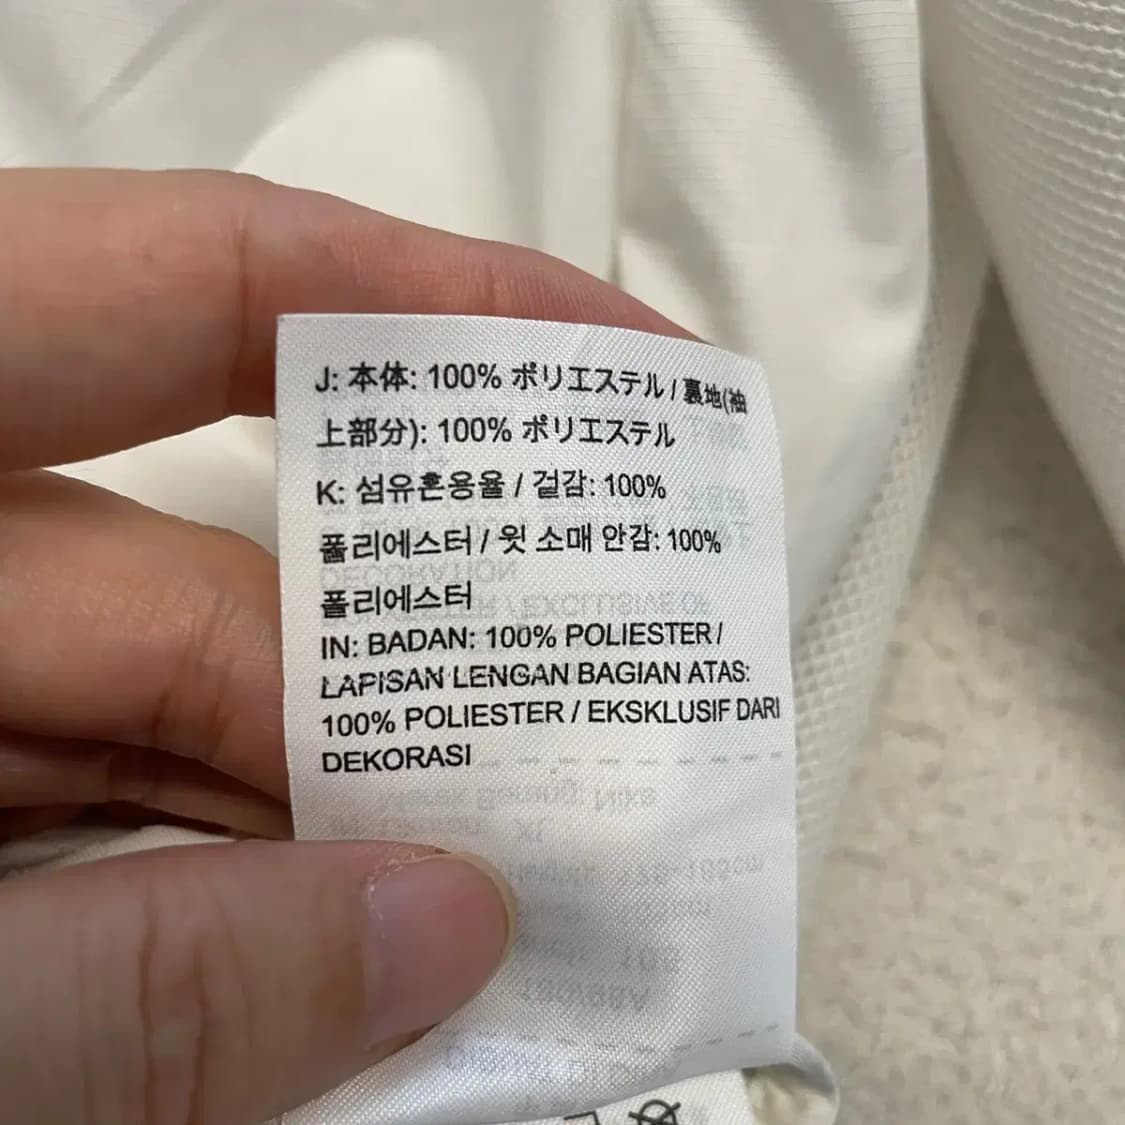 J: 本体: 100% ポリエステル / 裏地(袖
上部分): 100% ポリエステル
K: 섬유혼용율 / 겉감: 100%
폴리에스터 / 윗 소매 안감: 100%
폴리에스터
IN: BADAN: 100% POLIESTER /
LAPISAN LENGAN BAGIAN ATAS:
100% POLIESTER / EKSKLUSIF DARI
DEKORASI